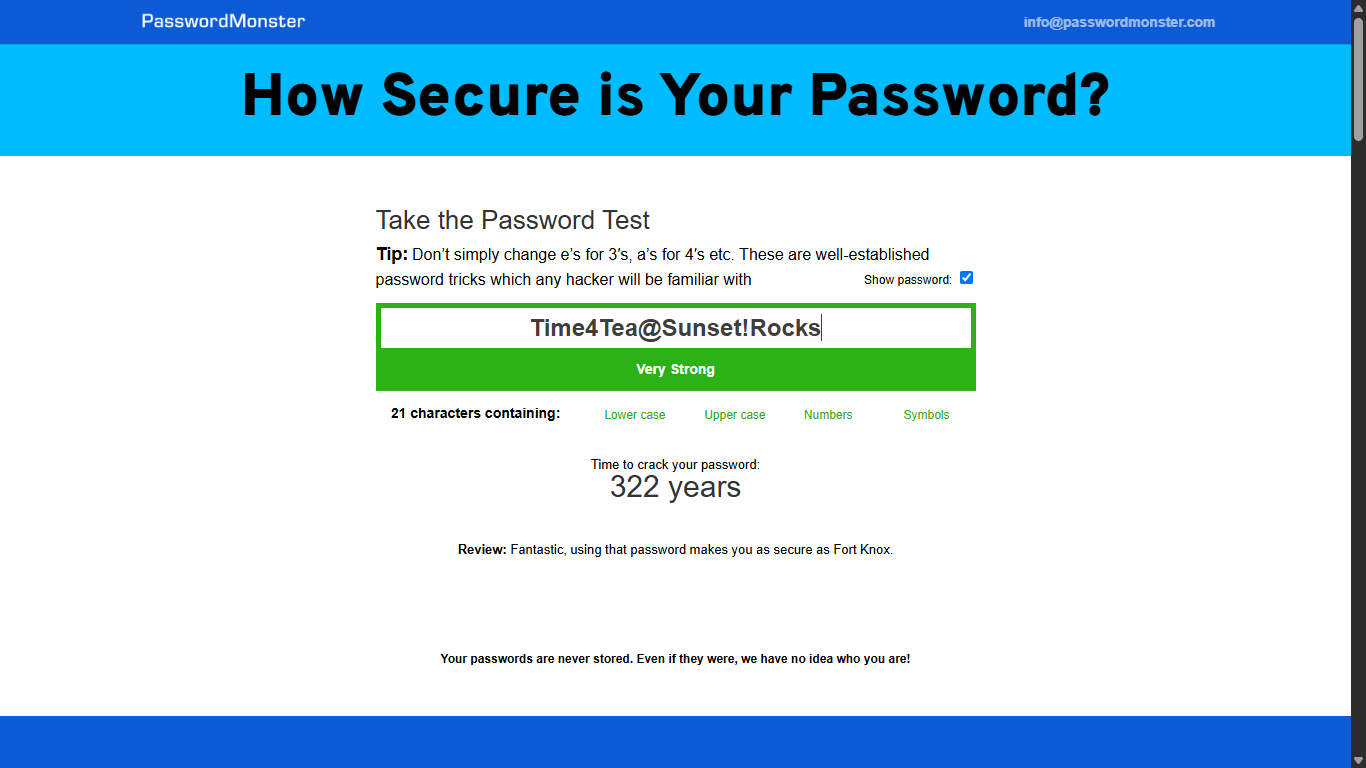 PasswordMonster
info@passwordmonster.com
How Secure is Your Password?
Take the Password Test
Tip: Don’t simply change e’s for 3′s, a’s for 4′s etc. These are well-established
password tricks which any hacker will be familiar with
Show password:
Time4Tea@Sunset!Rocks
Very Strong
21 characters containing: Lower case Upper case Numbers Symbols
Time to crack your password:
322 years
Review: Fantastic, using that password makes you as secure as Fort Knox.
Your passwords are never stored. Even if they were, we have no idea who you are!